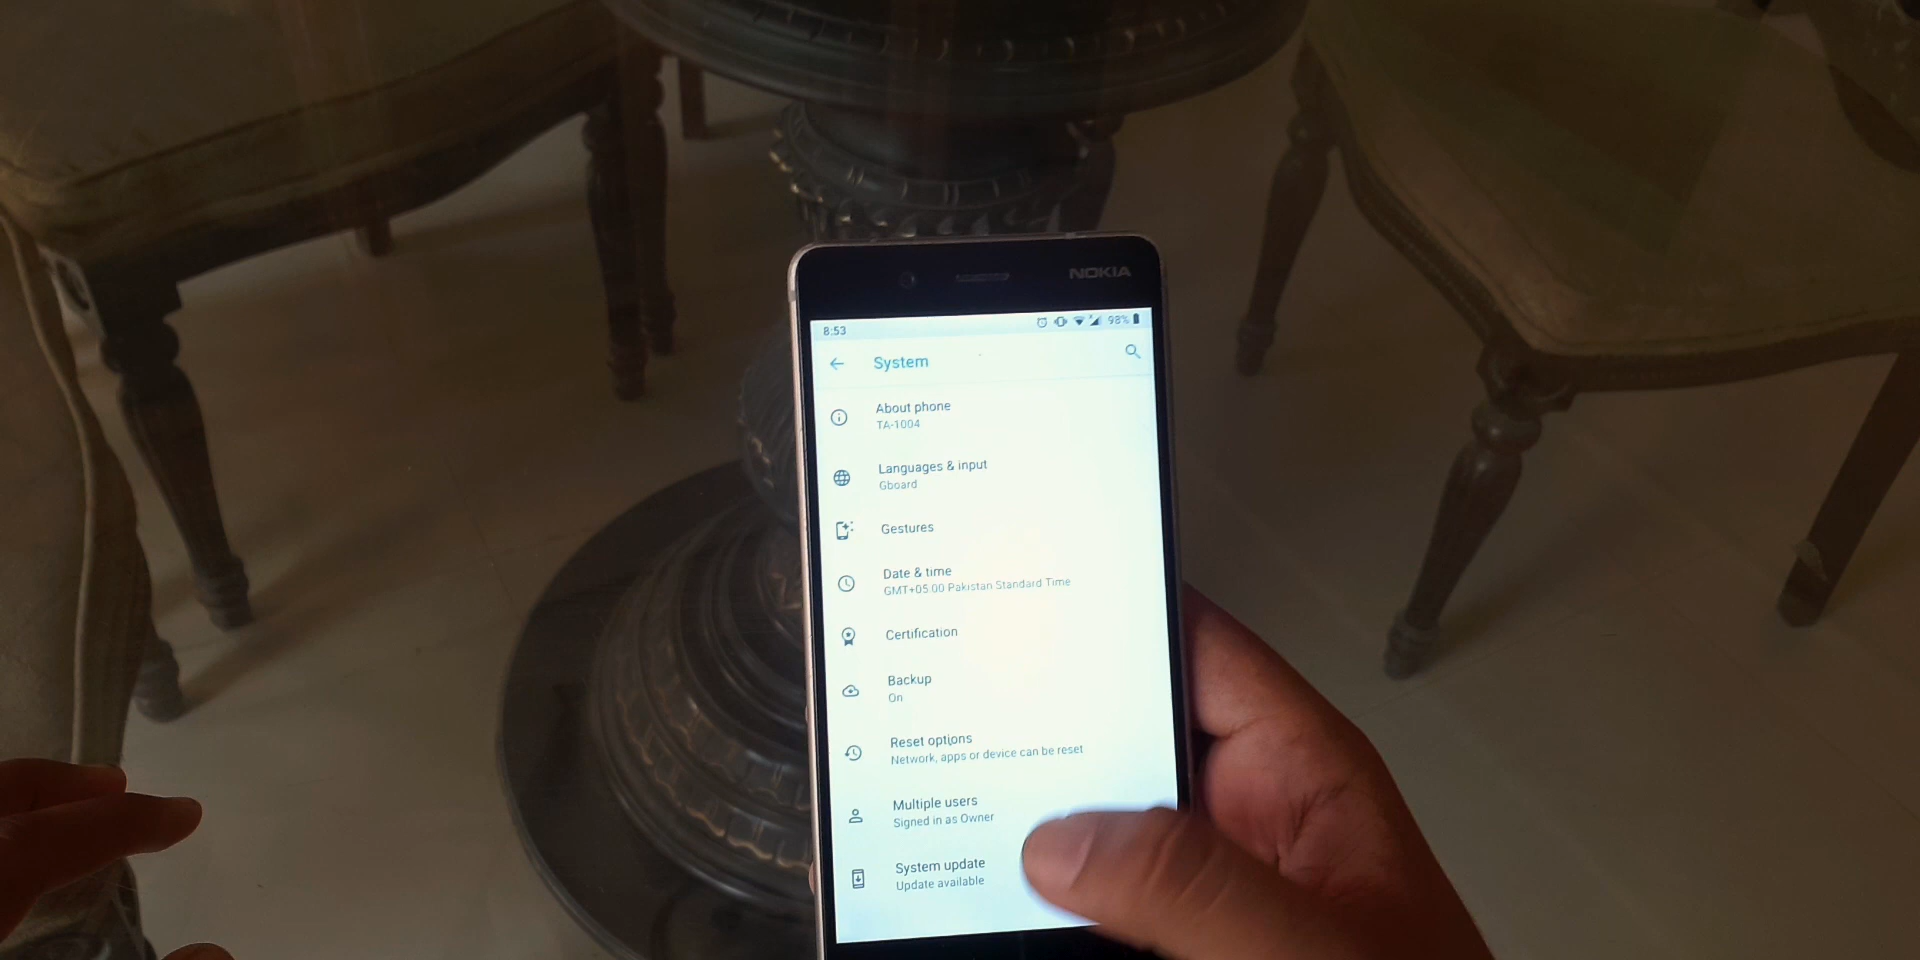 NOKIA
8:53 98%
System
About phone
TA-1004
Languages & input
Gboard
Gestures
Date & time
GMT+05:00 Pakistan Standard Time
Certification
Backup
On
Reset options
Network, apps or device can be reset
Multiple users
Signed in as Owner
System update
Update available